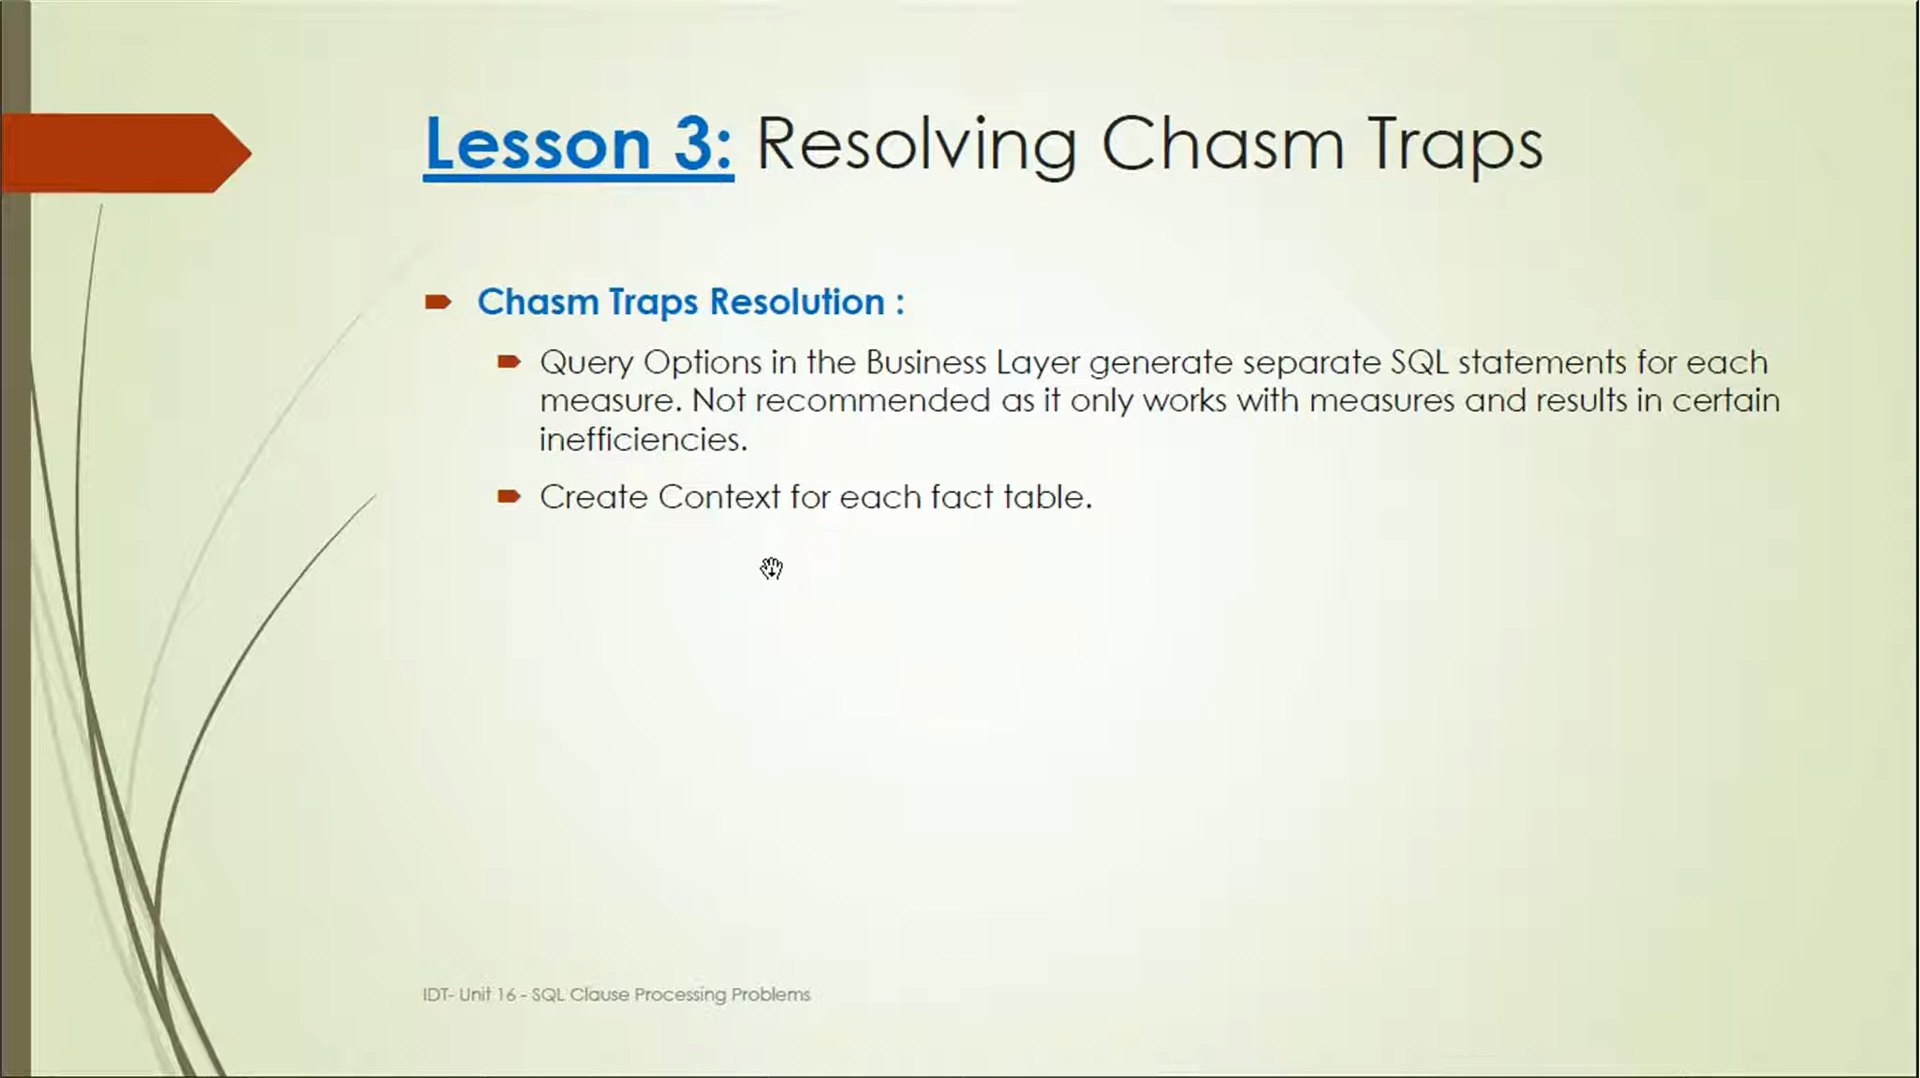 Lesson 3: Resolving Chasm Traps
Chasm Traps Resolution :
Query Options in the Business Layer generate separate SQL statements for each
measure. Not recommended as it only works with measures and results in certain
inefficiencies.
Create Context for each fact table.
IDT- Unit 16 - SQL Clause Processing Problems